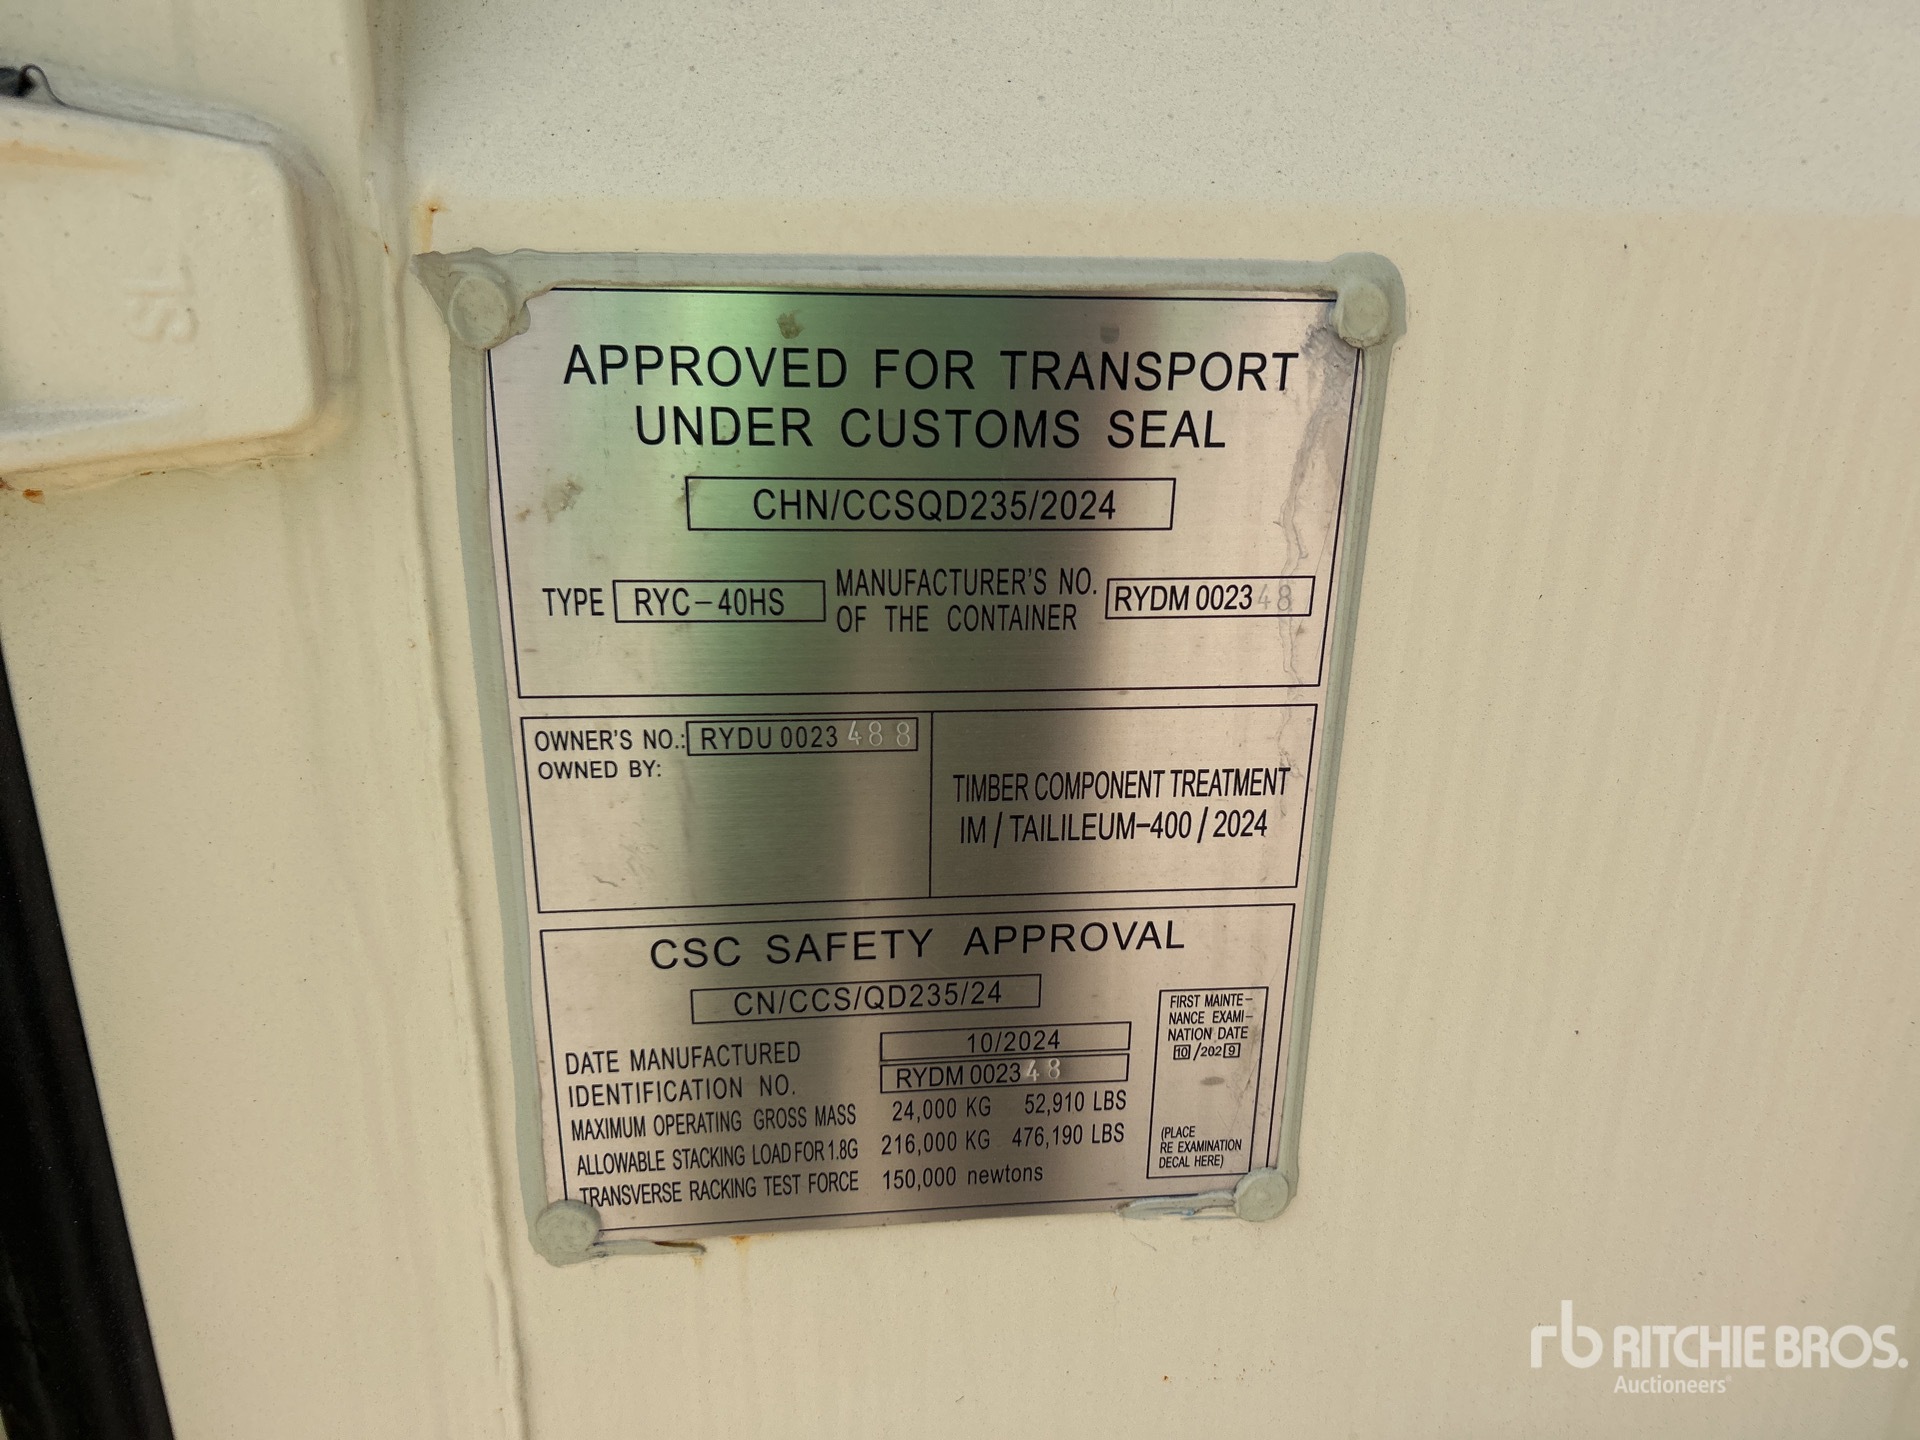 APPROVED FOR TRANSPORT
UNDER CUSTOMS SEAL
CHN/CCSQD235/2024
TYPE RYC-40HS MANUFACTURER'S NO. OF THE CONTAINER RYDM 002348
OWNER'S NO.: RYDU 0023488
OWNED BY:
TIMBER COMPONENT TREATMENT
IM / TAILILEUM-400 / 2024
CSC SAFETY APPROVAL
CN/CCS/QD235/24
DATE MANUFACTURED 10/2024
IDENTIFICATION NO. RYDM 002348
MAXIMUM OPERATING GROSS MASS 24,000 KG 52,910 LBS
ALLOWABLE STACKING LOAD FOR 1.8G 216,000 KG 476,190 LBS
TRANSVERSE RACKING TEST FORCE 150,000 newtons
FIRST MAINTE-
NANCE EXAMI-
NATION DATE
10/2029
(PLACE
RE EXAMINATION
DECAL HERE)
rb RITCHIE BROS.
Auctioneers